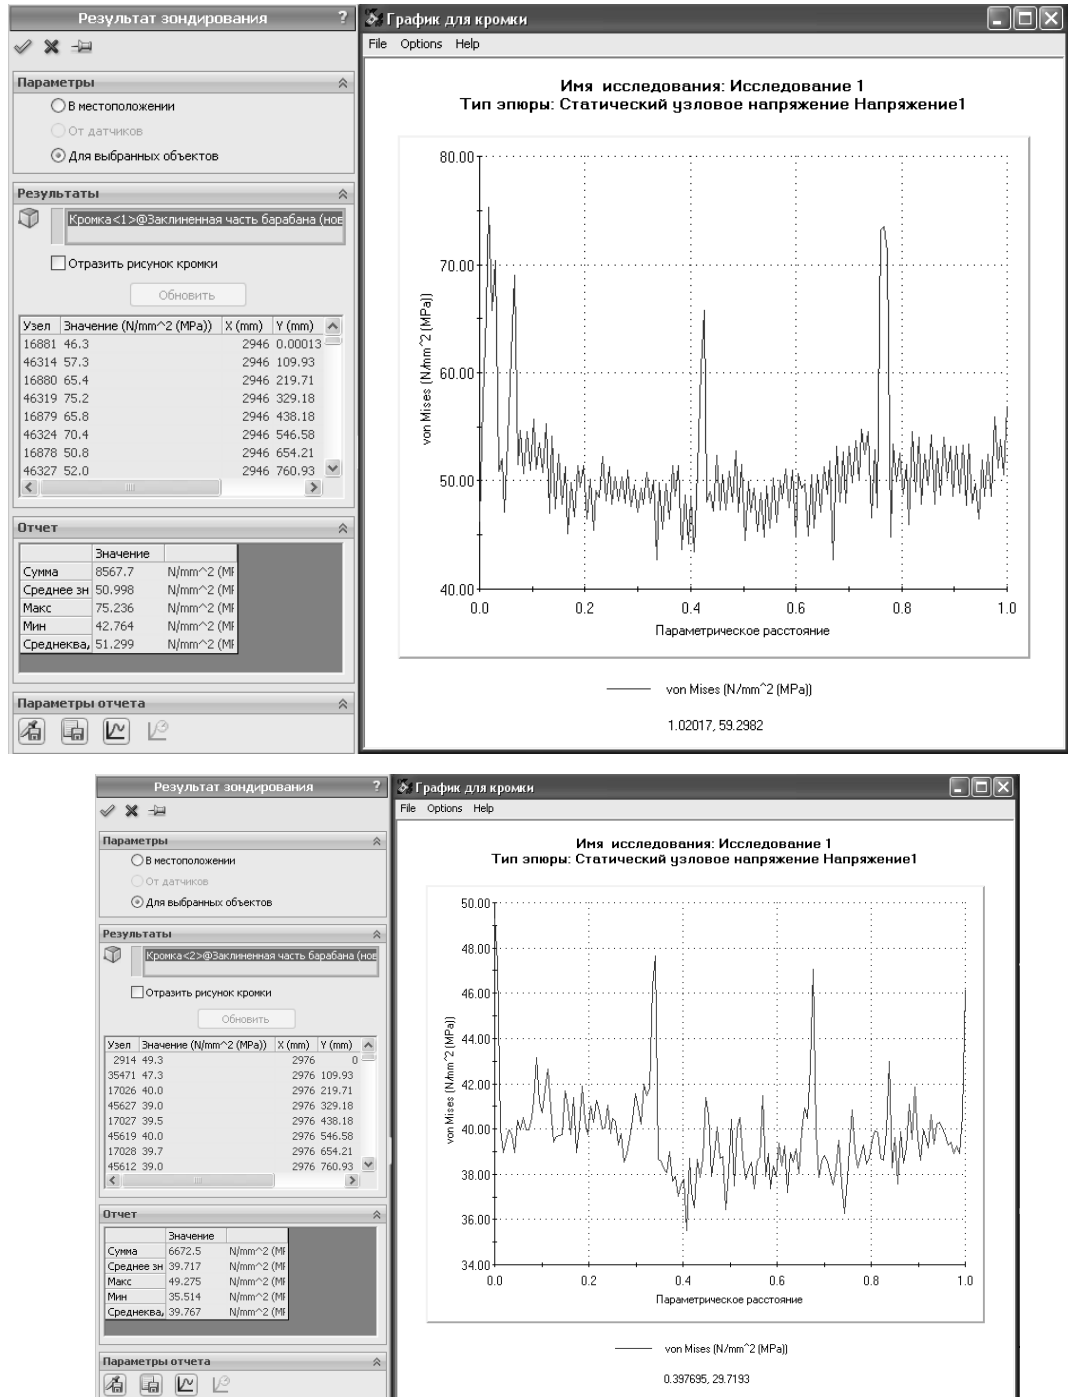 Результат зондирования ?
Параметры
В местоположении
От датчиков
Для выбранных объектов
Результаты
Кромка<1>@Заклиненная часть барабана (нов
Отразить рисунок кромки
Обновить
Узел Значение (N/mm^2 (MPa)) X (mm) Y (mm)
16881 46.3 2946 0.00013
46314 57.3 2946 109.93
16880 65.4 2946 219.71
46319 75.2 2946 329.18
16879 65.8 2946 438.18
46324 70.4 2946 546.58
16878 50.8 2946 654.21
46327 52.0 2946 760.93
Отчет
Значение
Сумма 8567.7 N/mm^2 (MF
Среднее зн 50.998 N/mm^2 (MF
Макс 75.236 N/mm^2 (MF
Мин 42.764 N/mm^2 (MF
Среднеква, 51.299 N/mm^2 (MF
Параметры отчета
График для кромки
File Options Help
Имя исследования: Исследование 1
Тип эпюры: Статический узловое напряжение Напряжение1
80.00
70.00
60.00
50.00
40.00
von Mises (N/mm^2 (MPa))
0.0 0.2 0.4 0.6 0.8 1.0
Параметрическое расстояние
von Mises (N/mm^2 (MPa))
1.02017, 59.2982
Результат зондирования ?
Параметры
В местоположении
От датчиков
Для выбранных объектов
Результаты
Кромка<2>@Заклиненная часть барабана (нов
Отразить рисунок кромки
Обновить
Узел Значение (N/mm^2 (MPa)) X (mm) Y (mm)
2914 49.3 2976 0
35471 47.3 2976 109.93
17026 40.0 2976 219.71
45627 39.0 2976 329.18
17027 39.5 2976 438.18
45619 40.0 2976 546.58
17028 39.7 2976 654.21
45612 39.0 2976 760.93
Отчет
Значение
Сумма 6672.5 N/mm^2 (MF
Среднее зн 39.717 N/mm^2 (MF
Макс 49.275 N/mm^2 (MF
Мин 35.514 N/mm^2 (MF
Среднеква, 39.767 N/mm^2 (MF
Параметры отчета
График для кромки
File Options Help
Имя исследования: Исследование 1
Тип эпюры: Статический узловое напряжение Напряжение1
50.00
48.00
46.00
44.00
42.00
40.00
38.00
36.00
34.00
von Mises (N/mm^2 (MPa))
0.0 0.2 0.4 0.6 0.8 1.0
Параметрическое расстояние
von Mises (N/mm^2 (MPa))
0.397695, 29.7193